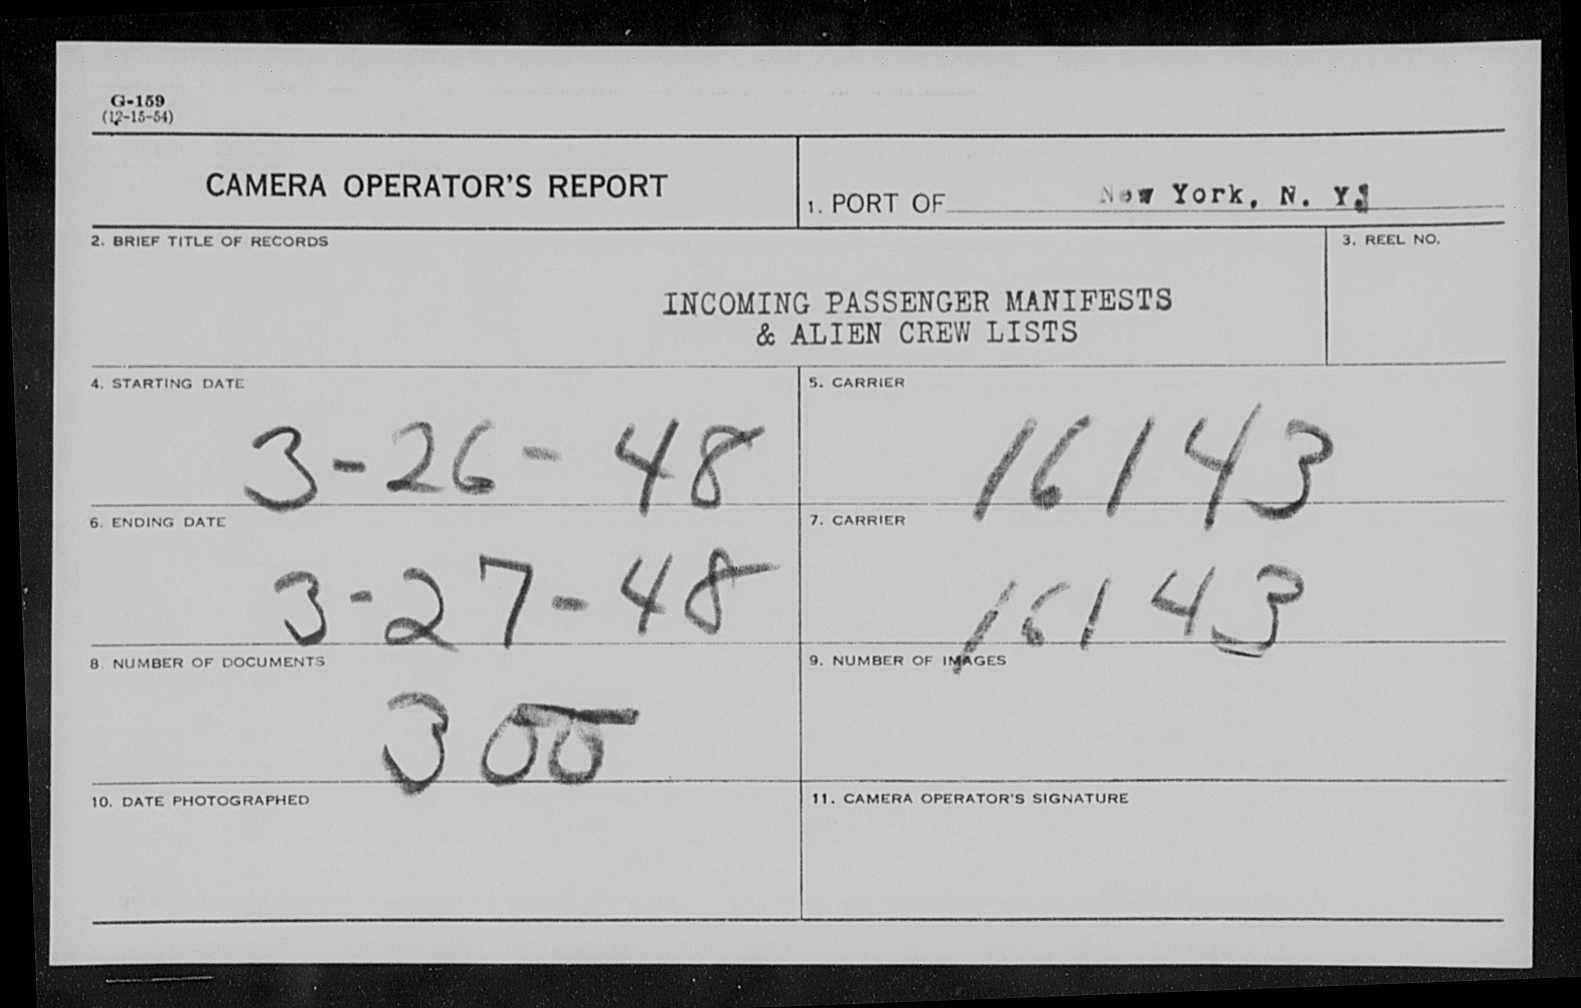 G-159
(12-15-54)
CAMERA OPERATOR'S REPORT
1. PORT OF New York, N. Y.
2. BRIEF TITLE OF RECORDS
3. REEL NO.
INCOMING PASSENGER MANIFESTS
& ALIEN CREW LISTS
4. STARTING DATE
3-26-48
5. CARRIER
16143
6. ENDING DATE
3-27-48
7. CARRIER
16143
8. NUMBER OF DOCUMENTS
300
9. NUMBER OF IMAGES
10. DATE PHOTOGRAPHED
11. CAMERA OPERATOR'S SIGNATURE